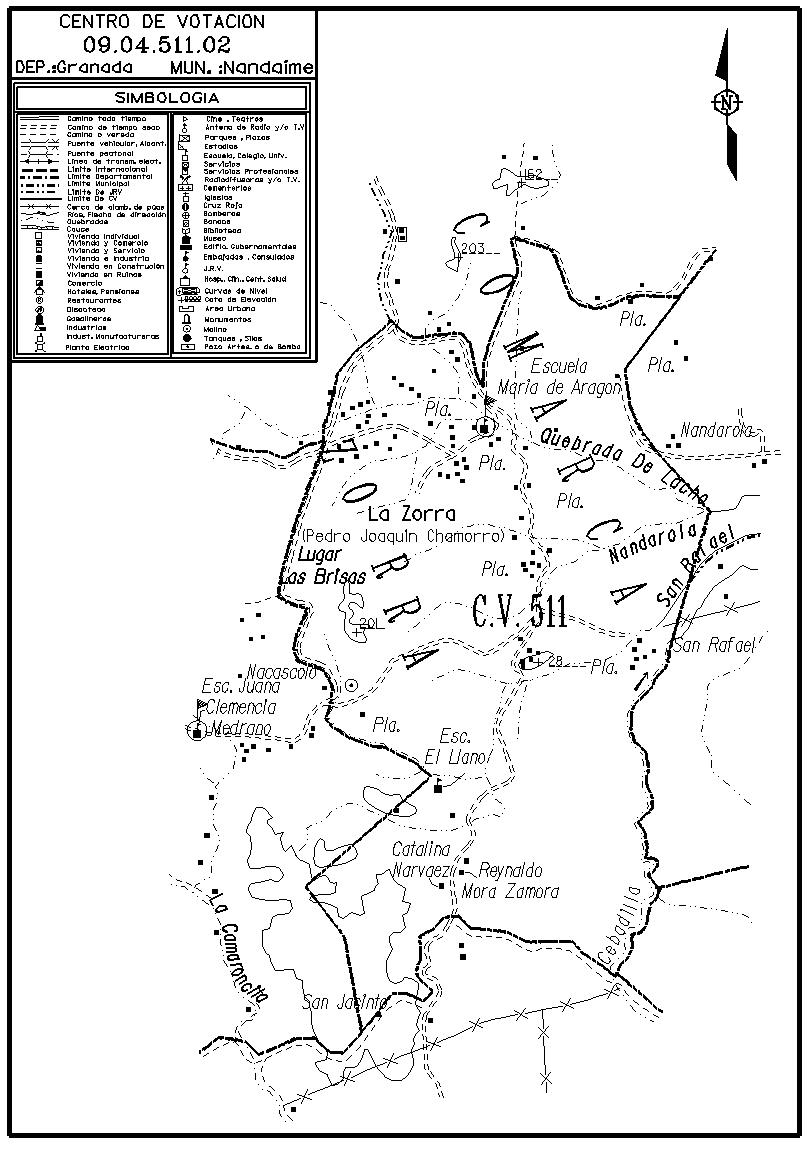 CENTRO DE VOTACION
09.04.511.02
DEP.:Granada MUN. :Nandaime
SIMBOLOGIA
Camino todo tiempo
Camino de tiempo seco
Camino o vereda
Puente vehicular, Alcant.
Puente peatonal
Linea de transm. elect.
Limite Internacional
Limite Departamental
Limite Municipal
Limite De JRV
Limite De CV
Cerca de alamb. de púas
Rios, Flecha de dirección
Quebradas
Cauce
Vivienda Individual
Vivienda y Comercio
Vivienda y Servicio
Vivienda e Industria
Vivienda en Construcción
Vivienda en Ruinas
Comercio
Hoteles, Pensiones
Restaurantes
Discoteca
Gasolineras
Industrias
Indust. Manufactureras
Planta Electrica
Cine , Teatros
Antena de Radio y/o T.V
Parques , Plazas
Estadios
Escuela, Colegio, Univ.
Servicios
Servicios Profesionales
Radiodifusoras y/o T.V.
Cementerios
Iglesias
Cruz Roja
Bomberos
Bancos
Biblioteca
Museo
Edific. Gubernamentales
Embajadas , Consulados
J.R.V.
Hosp., Clin., Cent. Salud
Curvas de Nivel
Cota de Elevación
Area Urbana
Monumentos
Molino
Tanques , Silos
Pozo Artes. o de Bomba
N
162
203
COMARCA
Pla.
Escuela
Maria de Aragon
Pla.
Pla.
Nandarola
Quebrada De Lacho
Pla.
Pla.
ZORRA
La Zorra
(Pedro Joaquin Chamorro)
Nandarola
San Rafael
Lugar
Las Brisas
Pla.
C.V. 511
201
San Rafael
Nacascolo
Pla.
Esc. Juana
Clemencia
Medrano
Pla.
Esc.
El Llano
Catalina
Narvaez
Reynaldo
Mora Zamora
La Camaroncita
Cebadilla
San Jacinto